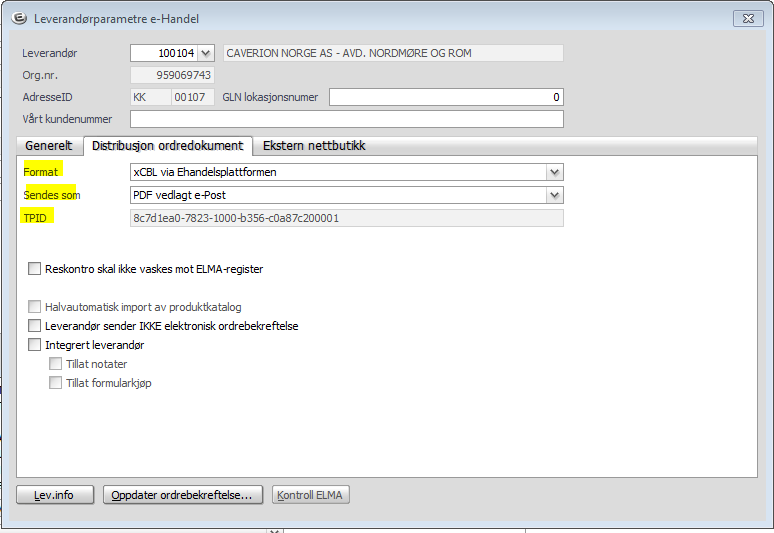 Leverandørparametre e-Handel
Leverandør 100104 CAVERION NORGE AS - AVD. NORDMØRE OG ROM
Org.nr. 959069743
AdresseID KK 00107 GLN lokasjonsnumer 0
Vårt kundenummer
Generelt Distribusjon ordredokument Ekstern nettbutikk
Format xCBL via Ehandelsplattformen
Sendes som PDF vedlagt e-Post
TPID 8c7d1ea0-7823-1000-b356-c0a87c200001
Reskontro skal ikke vaskes mot ELMA-register
Halvautomatisk import av produktkatalog
Leverandør sender IKKE elektronisk ordrebekreftelse
Integrert leverandør
Tillat notater
Tillat formularkjøp
Lev.info Oppdater ordrebekreftelse... Kontroll ELMA